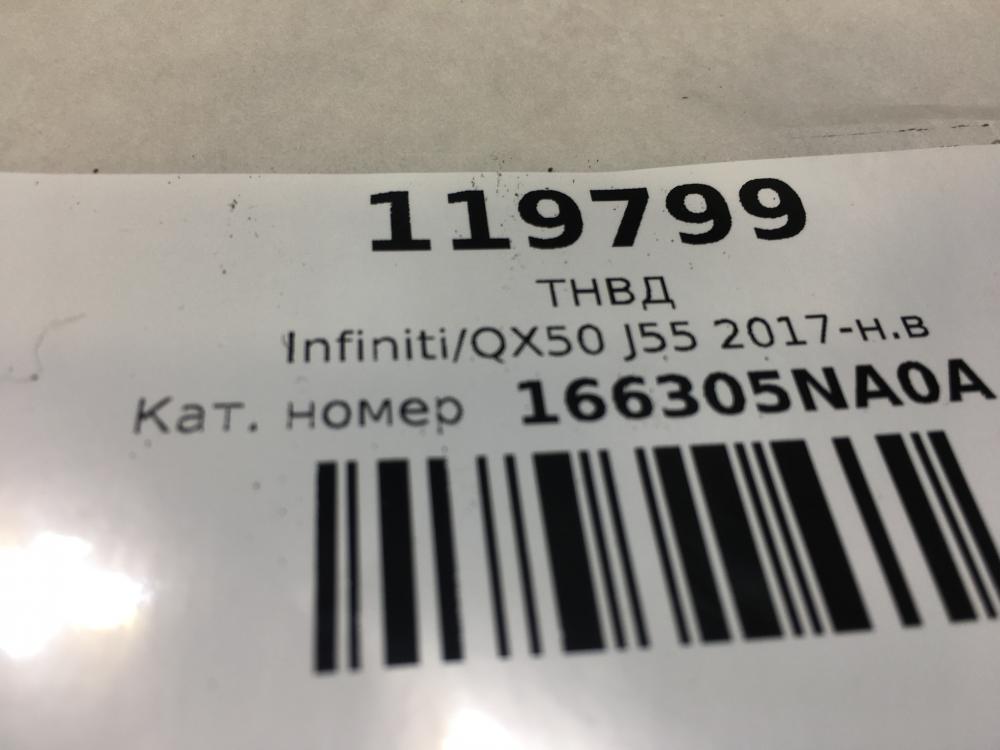 119799
ТНВД
Infiniti/QX50 J55 2017-н.в
Кат. номер 166305NA0A